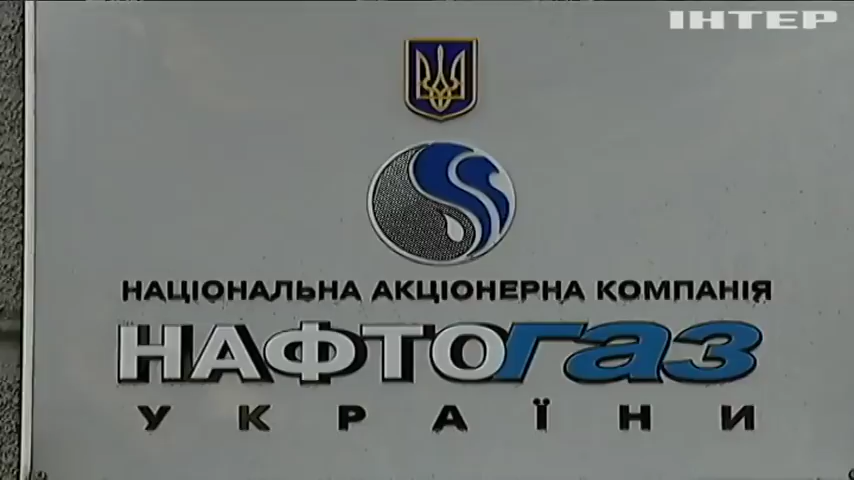 ІНТЕР
НАЦІОНАЛЬНА АКЦІОНЕРНА КОМПАНІЯ
НАФТОГАЗ
УКРАЇНИ